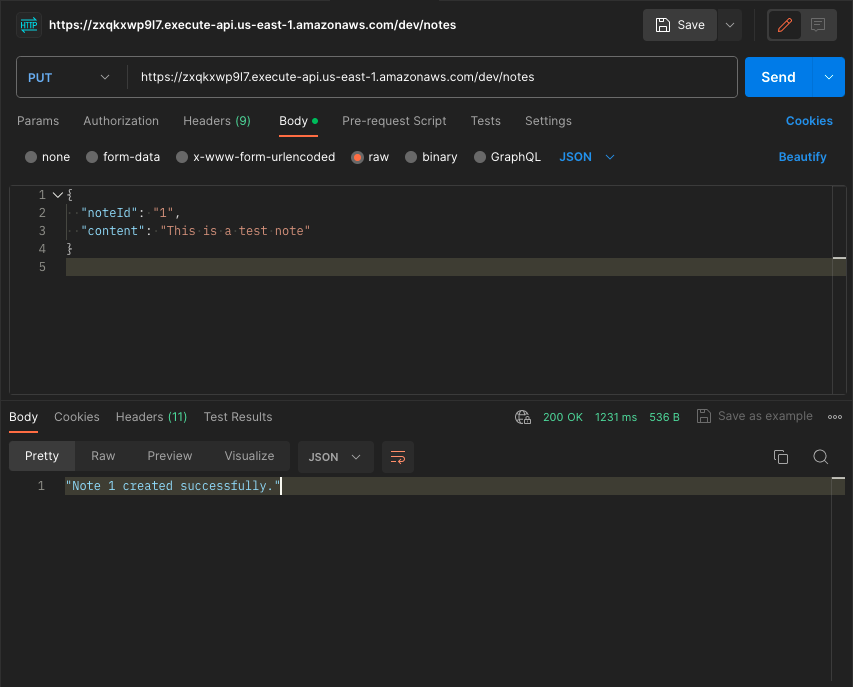 HTTP https://zxqkxwp9l7.execute-api.us-east-1.amazonaws.com/dev/notes Save
PUT https://zxqkxwp9l7.execute-api.us-east-1.amazonaws.com/dev/notes Send
Params Authorization Headers (9) Body Pre-request Script Tests Settings Cookies
none form-data x-www-form-urlencoded raw binary GraphQL JSON Beautify
1 {
2 "noteId": "1",
3 "content": "This is a test note"
4 }
5
Body Cookies Headers (11) Test Results 200 OK 1231 ms 536 B Save as example
Pretty Raw Preview Visualize JSON
1 "Note 1 created successfully."